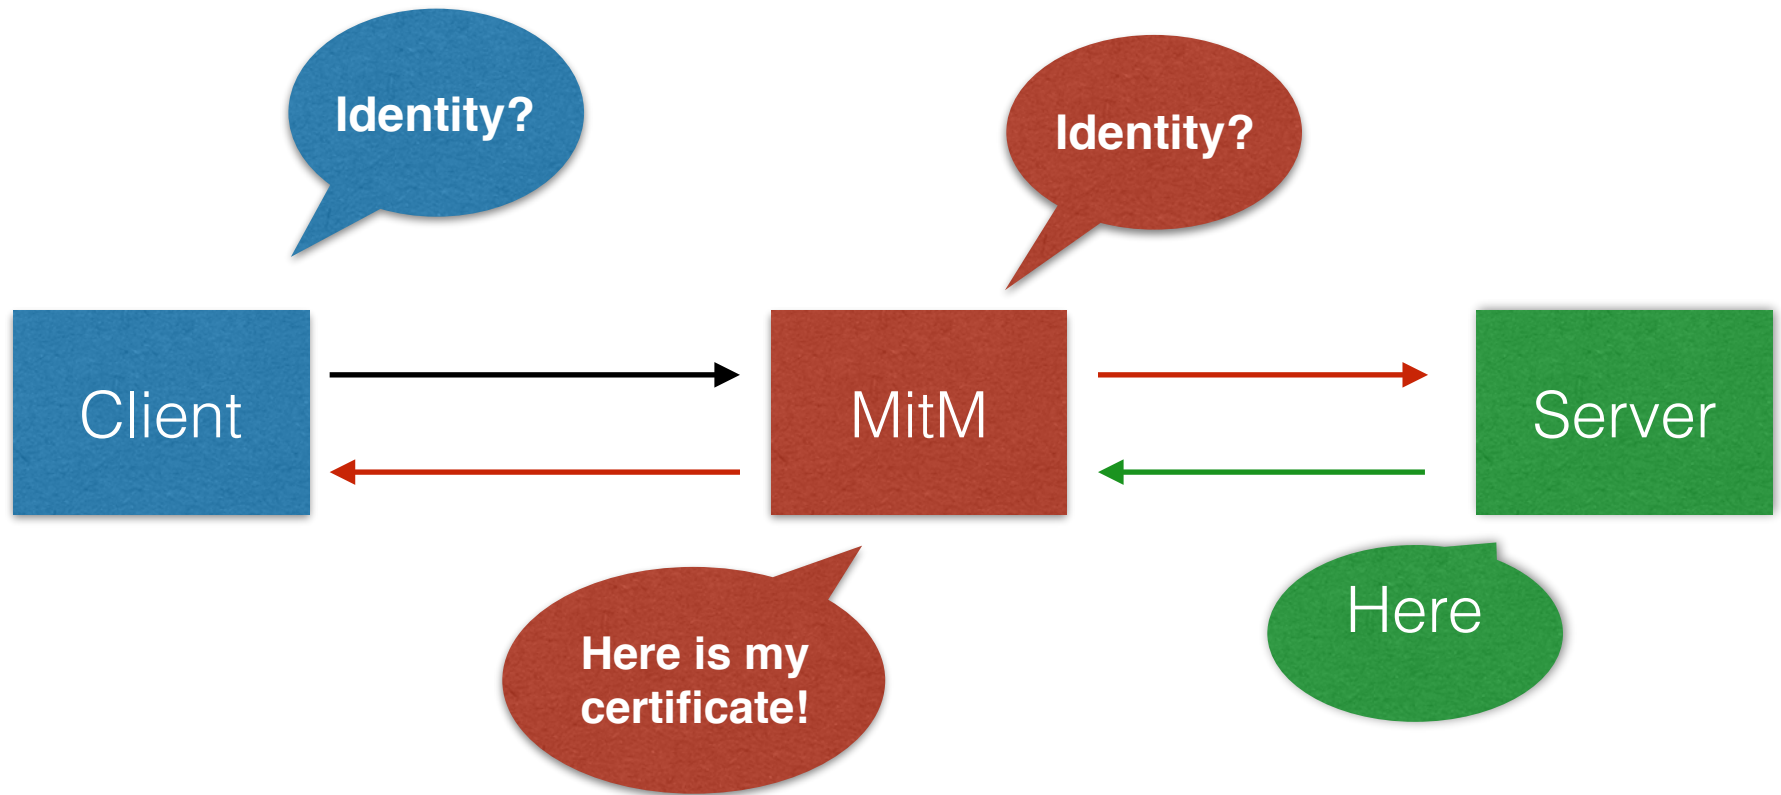 Identity?
Identity?
Client
MitM
Server
Here is my
certificate!
Here